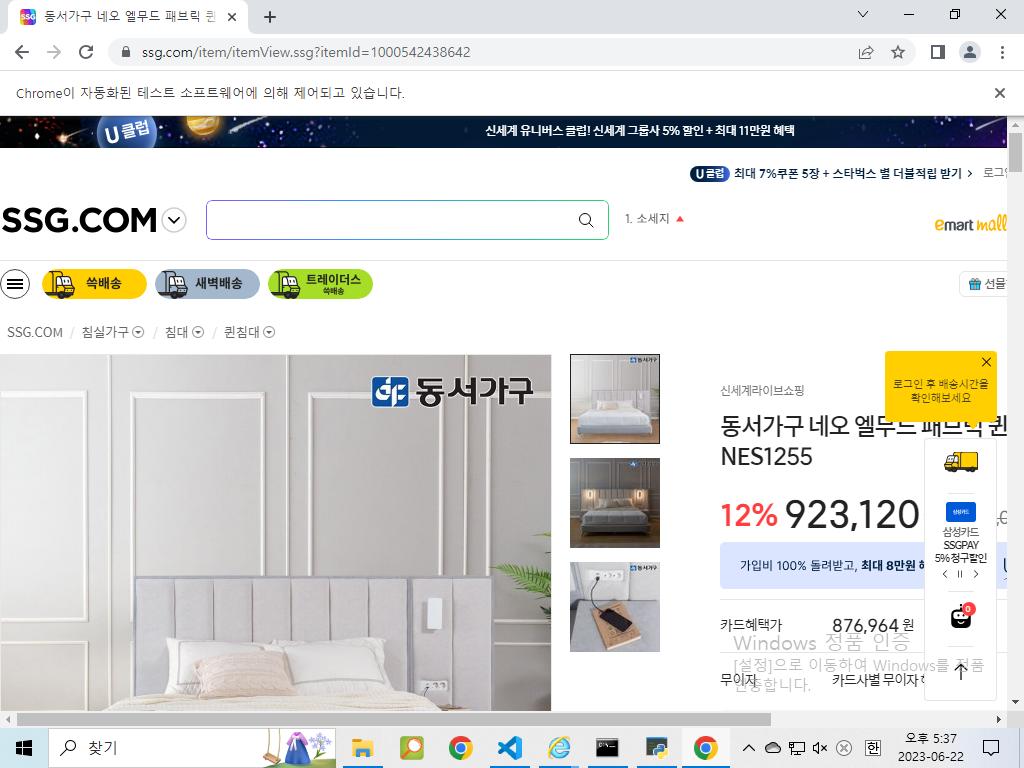 동서가구 네오 엘무드 패브릭 퀸
ssg.com/item/itemView.ssg?itemId=1000542438642
Chrome이 자동화된 테스트 소프트웨어에 의해 제어되고 있습니다.
U클럽
신세계 유니버스 클럽! 신세계 그룹사 5% 할인 + 최대 11만원 혜택
U클럽 최대 7%쿠폰 5장 + 스타벅스 별 더블적립 받기 > 로그인
SSG.COM
1. 소세지
emart mall
쓱배송
새벽배송
트레이더스
쓱배송
선물
SSG.COM / 침실가구 / 침대 / 퀸침대
동서가구
동서가구
동서가구
동서가구
로그인 후 배송시간을
확인해보세요
신세계라이브쇼핑
동서가구 네오 엘무드 패브릭 퀸
NES1255
12% 923,120
삼성카드
삼성카드
SSGPAY
5% 청구할인
가입비 100% 돌려받고, 최대 8만원
0
카드혜택가 876,964 원
무이자 카드사별 무이자
Windows 정품 인증
[설정]으로 이동하여 Windows를 정품
인증합니다.
찾기
한
오후 5:37
2023-06-22